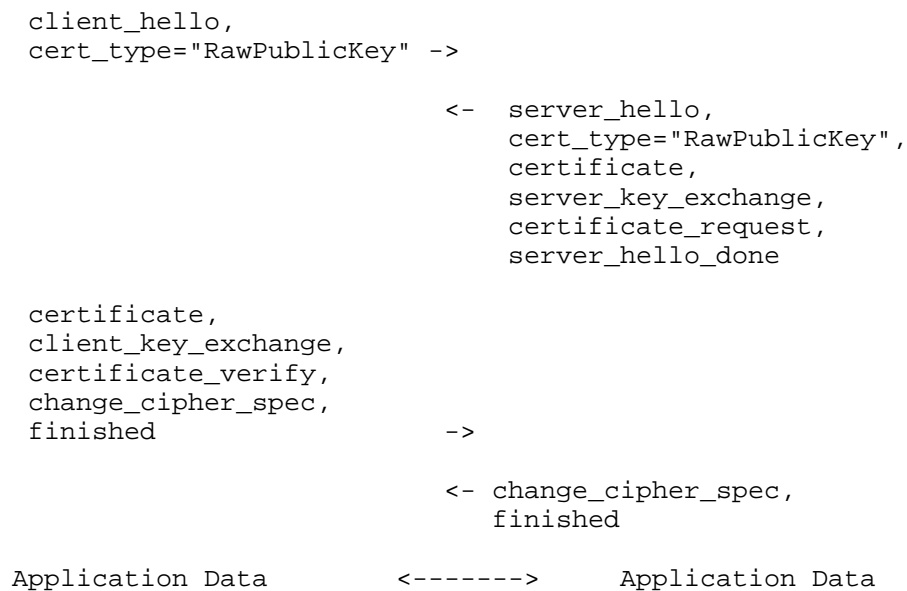 client_hello,
cert_type="RawPublicKey" ->
<- server_hello,
cert_type="RawPublicKey",
certificate,
server_key_exchange,
certificate_request,
server_hello_done
certificate,
client_key_exchange,
certificate_verify,
change_cipher_spec,
finished ->
<- change_cipher_spec,
finished
Application Data <-------> Application Data